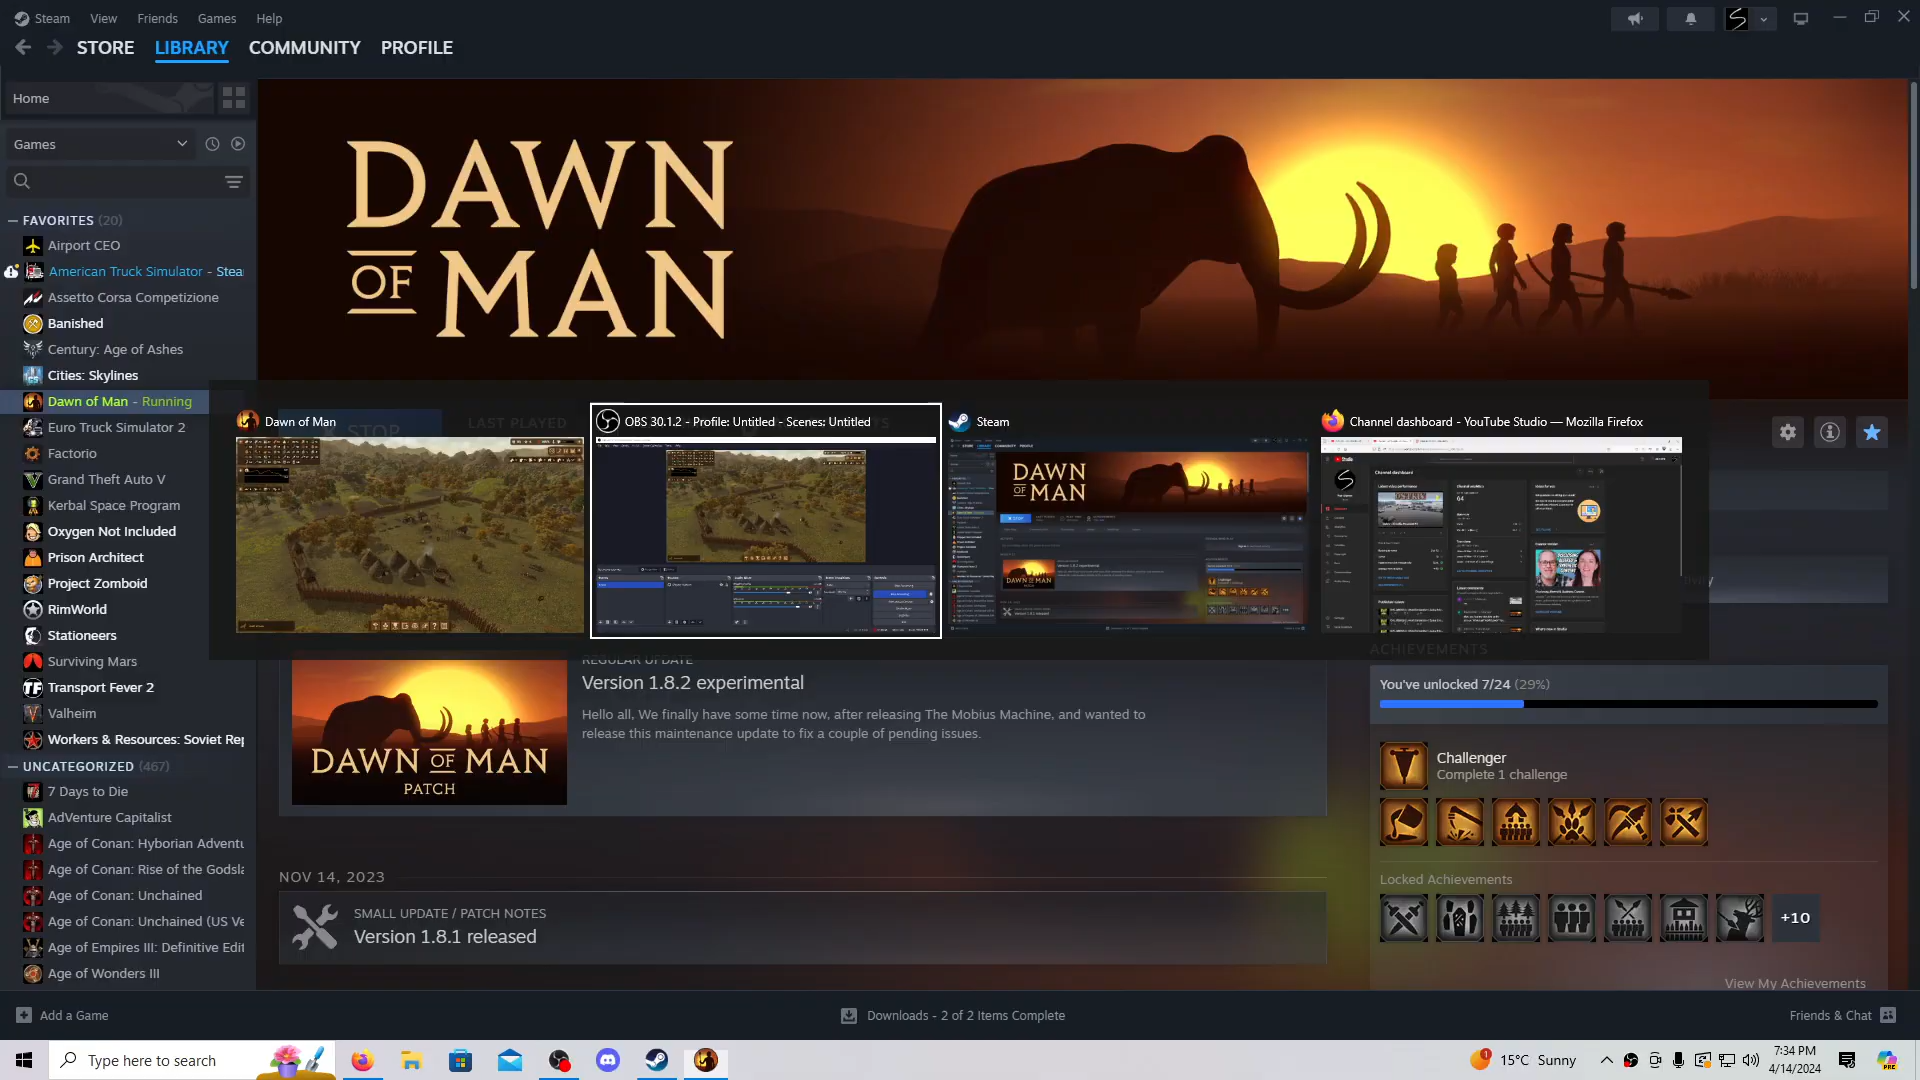 Steam View Friends Games Help
STORE LIBRARY COMMUNITY PROFILE
Home
Games
FAVORITES (20)
Airport CEO
American Truck Simulator - Stea
Assetto Corsa Competizione
Banished
Century: Age of Ashes
Cities: Skylines
Dawn of Man - Running
Euro Truck Simulator 2
Factorio
Grand Theft Auto V
Kerbal Space Program
Oxygen Not Included
Prison Architect
Project Zomboid
RimWorld
Stationeers
Surviving Mars
Transport Fever 2
Valheim
Workers & Resources: Soviet Rep
UNCATEGORIZED (467)
7 Days to Die
AdVenture Capitalist
Age of Conan: Hyborian Adventu
Age of Conan: Rise of the Godsla
Age of Conan: Unchained
Age of Conan: Unchained (US Ve
Age of Empires III: Definitive Edit
Age of Wonders III
DAWN
OF MAN
STOP
LAST PLAYED
Dawn of Man
OBS 30.1.2 - Profile: Untitled - Scenes: Untitled
Steam
Channel dashboard - YouTube Studio — Mozilla Firefox
DAWN
OF MAN
Channel dashboard
REGULAR UPDATE
Version 1.8.2 experimental
Hello all, We finally have some time now, after releasing The Mobius Machine, and wanted to
release this maintenance update to fix a couple of pending issues.
DAWN OF MAN
PATCH
NOV 14, 2023
SMALL UPDATE / PATCH NOTES
Version 1.8.1 released
ACHIEVEMENTS
You've unlocked 7/24 (29%)
Challenger
Complete 1 challenge
Locked Achievements
+10
View My Achievements
Add a Game
Downloads - 2 of 2 Items Complete
Friends & Chat
Type here to search
1
15°C Sunny
7:34 PM
4/14/2024
PRE